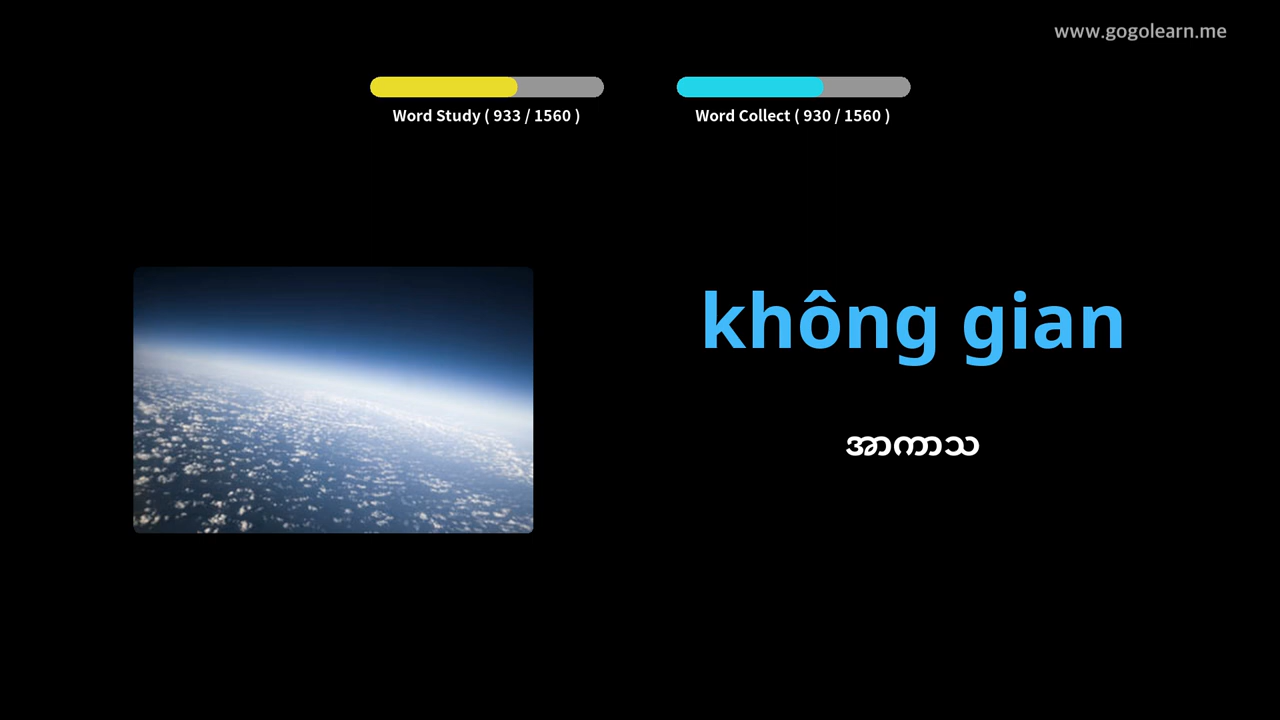 www.gogolearn.me
Word Study ( 933 / 1560 )
Word Collect ( 930 / 1560 )
không gian
အာကာသ